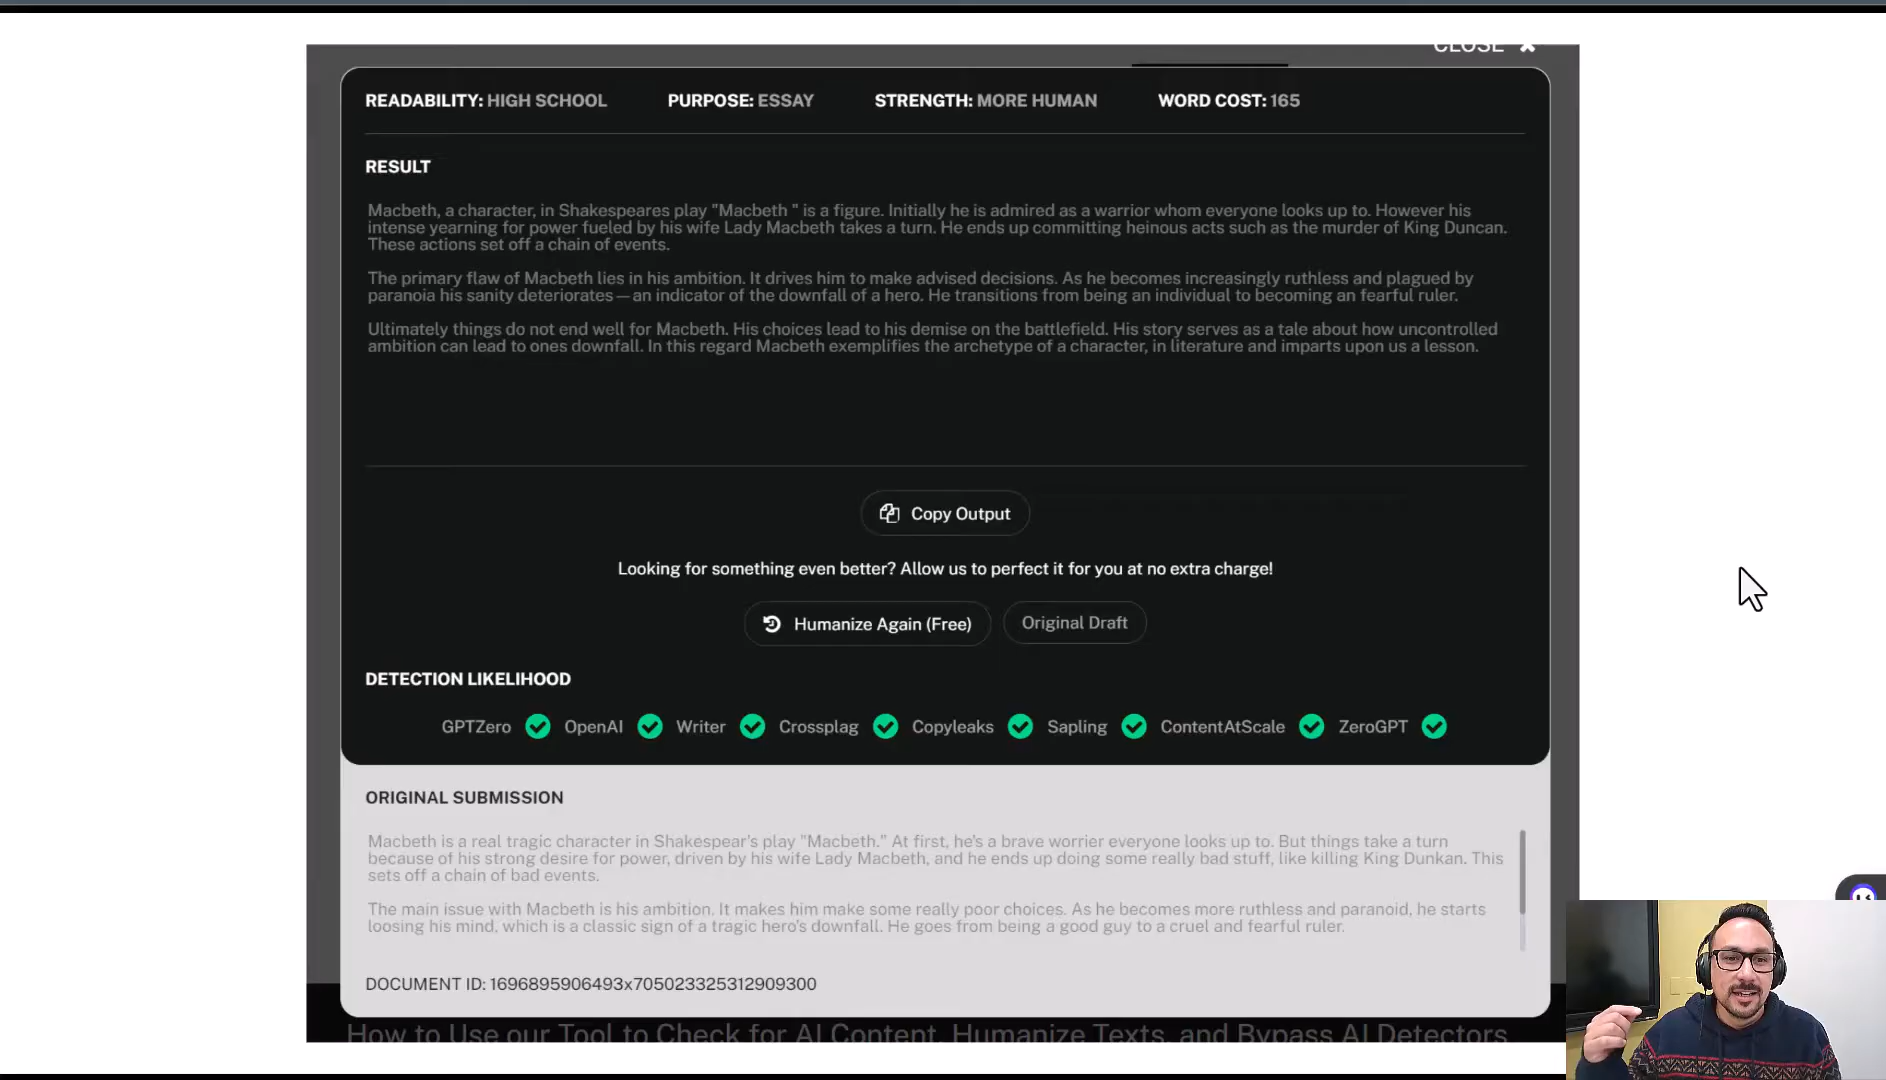 CLOSE ✖
READABILITY: HIGH SCHOOL PURPOSE: ESSAY STRENGTH: MORE HUMAN WORD COST: 165
RESULT
Macbeth, a character, in Shakespeares play "Macbeth " is a figure. Initially he is admired as a warrior whom everyone looks up to. However his
intense yearning for power fueled by his wife Lady Macbeth takes a turn. He ends up committing heinous acts such as the murder of King Duncan.
These actions set off a chain of events.
The primary flaw of Macbeth lies in his ambition. It drives him to make advised decisions. As he becomes increasingly ruthless and plagued by
paranoia his sanity deteriorates—an indicator of the downfall of a hero. He transitions from being an individual to becoming an fearful ruler.
Ultimately things do not end well for Macbeth. His choices lead to his demise on the battlefield. His story serves as a tale about how uncontrolled
ambition can lead to ones downfall. In this regard Macbeth exemplifies the archetype of a character, in literature and imparts upon us a lesson.
Copy Output
Looking for something even better? Allow us to perfect it for you at no extra charge!
Humanize Again (Free) Original Draft
DETECTION LIKELIHOOD
GPTZero OpenAI Writer Crossplag Copyleaks Sapling ContentAtScale ZeroGPT
ORIGINAL SUBMISSION
Macbeth is a real tragic character in Shakespear's play "Macbeth." At first, he's a brave worrier everyone looks up to. But things take a turn
because of his strong desire for power, driven by his wife Lady Macbeth, and he ends up doing some really bad stuff, like killing King Dunkan. This
sets off a chain of bad events.
The main issue with Macbeth is his ambition. It makes him make some really poor choices. As he becomes more ruthless and paranoid, he starts
loosing his mind, which is a classic sign of a tragic hero's downfall. He goes from being a good guy to a cruel and fearful ruler.
DOCUMENT ID: 1696895906493x705023325312909300
How to Use our Tool to Check for AI Content, Humanize Texts, and Bypass AI Detectors